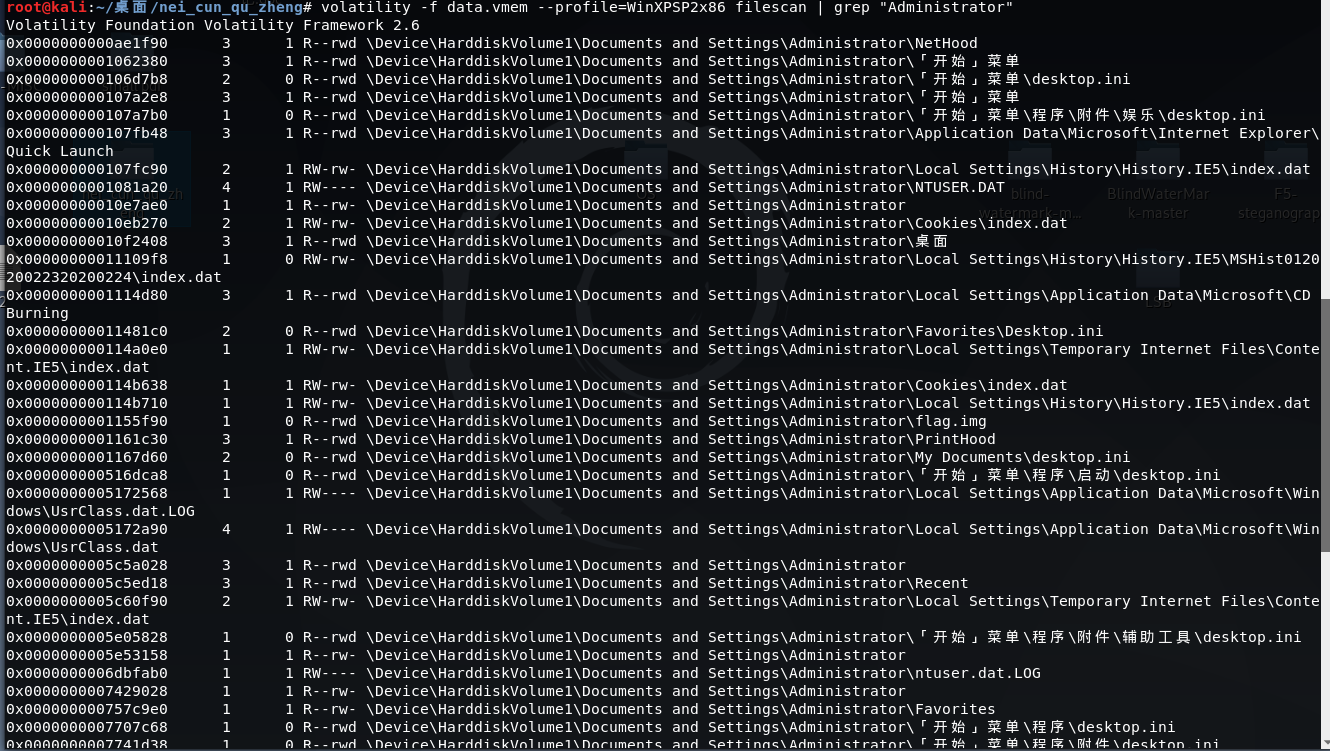 root@kali:~/桌面/nei_cun_qu_zheng# volatility -f data.vmem --profile=WinXPSP2x86 filescan | grep "Administrator"
Volatility Foundation Volatility Framework 2.6
0x0000000000ae1f90 3 1 R--rwd \Device\HarddiskVolume1\Documents and Settings\Administrator\NetHood
0x0000000001062380 3 1 R--rwd \Device\HarddiskVolume1\Documents and Settings\Administrator\「开始」菜单
0x000000000106d7b8 2 0 R--rwd \Device\HarddiskVolume1\Documents and Settings\Administrator\「开始」菜单\desktop.ini
0x000000000107a2e8 3 1 R--rwd \Device\HarddiskVolume1\Documents and Settings\Administrator\「开始」菜单
0x000000000107a7b0 1 0 R--rwd \Device\HarddiskVolume1\Documents and Settings\Administrator\「开始」菜单\程序\附件\娱乐\desktop.ini
0x000000000107fb48 3 1 R--rwd \Device\HarddiskVolume1\Documents and Settings\Administrator\Application Data\Microsoft\Internet Explorer\
Quick Launch
0x000000000107fc90 2 1 RW-rw- \Device\HarddiskVolume1\Documents and Settings\Administrator\Local Settings\History\History.IE5\index.dat
0x0000000001081a20 4 1 RW---- \Device\HarddiskVolume1\Documents and Settings\Administrator\NTUSER.DAT
0x00000000010e7ae0 1 1 R--rw- \Device\HarddiskVolume1\Documents and Settings\Administrator
0x00000000010eb270 2 1 RW-rw- \Device\HarddiskVolume1\Documents and Settings\Administrator\Cookies\index.dat
0x00000000010f2408 3 1 R--rwd \Device\HarddiskVolume1\Documents and Settings\Administrator\桌面
0x00000000011109f8 1 0 RW-rw- \Device\HarddiskVolume1\Documents and Settings\Administrator\Local Settings\History\History.IE5\MSHist0120
20022320200224\index.dat
0x0000000001114d80 3 1 R--rwd \Device\HarddiskVolume1\Documents and Settings\Administrator\Local Settings\Application Data\Microsoft\CD
Burning
0x00000000011481c0 2 0 R--rwd \Device\HarddiskVolume1\Documents and Settings\Administrator\Favorites\Desktop.ini
0x000000000114a0e0 1 1 RW-rw- \Device\HarddiskVolume1\Documents and Settings\Administrator\Local Settings\Temporary Internet Files\Conte
nt.IE5\index.dat
0x000000000114b638 1 1 RW-rw- \Device\HarddiskVolume1\Documents and Settings\Administrator\Cookies\index.dat
0x000000000114b710 1 1 RW-rw- \Device\HarddiskVolume1\Documents and Settings\Administrator\Local Settings\History\History.IE5\index.dat
0x0000000001155f90 1 0 R--rwd \Device\HarddiskVolume1\Documents and Settings\Administrator\flag.img
0x0000000001161c30 3 1 R--rwd \Device\HarddiskVolume1\Documents and Settings\Administrator\PrintHood
0x0000000001167d60 2 0 R--rwd \Device\HarddiskVolume1\Documents and Settings\Administrator\My Documents\desktop.ini
0x000000000516dca8 1 0 R--rwd \Device\HarddiskVolume1\Documents and Settings\Administrator\「开始」菜单\程序\启动\desktop.ini
0x0000000005172568 1 1 RW---- \Device\HarddiskVolume1\Documents and Settings\Administrator\Local Settings\Application Data\Microsoft\Win
dows\UsrClass.dat.LOG
0x0000000005172a90 4 1 RW---- \Device\HarddiskVolume1\Documents and Settings\Administrator\Local Settings\Application Data\Microsoft\Win
dows\UsrClass.dat
0x0000000005c5a028 3 1 R--rwd \Device\HarddiskVolume1\Documents and Settings\Administrator
0x0000000005c5ed18 3 1 R--rwd \Device\HarddiskVolume1\Documents and Settings\Administrator\Recent
0x0000000005c60f90 2 1 RW-rw- \Device\HarddiskVolume1\Documents and Settings\Administrator\Local Settings\Temporary Internet Files\Conte
nt.IE5\index.dat
0x0000000005e05828 1 0 R--rwd \Device\HarddiskVolume1\Documents and Settings\Administrator\「开始」菜单\程序\附件\辅助工具\desktop.ini
0x0000000005e53158 1 1 R--rw- \Device\HarddiskVolume1\Documents and Settings\Administrator
0x0000000006dbfab0 1 1 RW---- \Device\HarddiskVolume1\Documents and Settings\Administrator\ntuser.dat.LOG
0x0000000007429028 1 1 R--rw- \Device\HarddiskVolume1\Documents and Settings\Administrator
0x000000000757c9e0 1 1 R--rwd \Device\HarddiskVolume1\Documents and Settings\Administrator\Favorites
0x0000000007707c68 1 0 R--rwd \Device\HarddiskVolume1\Documents and Settings\Administrator\「开始」菜单\程序\desktop.ini
0x0000000007741d38 1 0 R--rwd \Device\HarddiskVolume1\Documents and Settings\Administrator\「开始」菜单\程序\附件\desktop.ini
blind-
watermark-m...
BlindWaterMar
k-master
F5-
steganograp